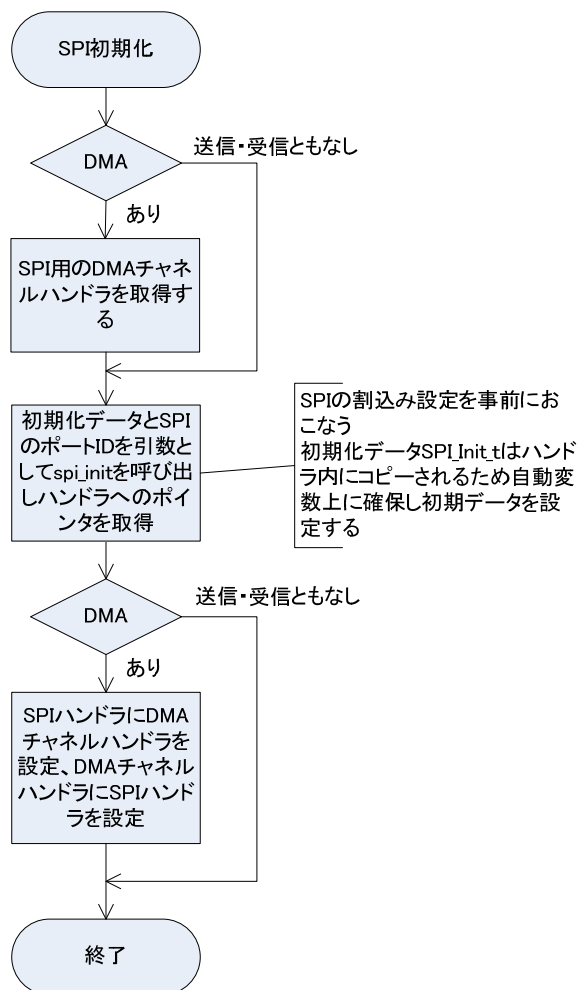 SPI初期化
DMA
送信・受信ともなし
あり
SPI用のDMAチャネ
ルハンドラを取得す
る
初期化データとSPI
のポートIDを引数と
してspi_initを呼び出
しハンドラへのポイ
ンタを取得
SPIの割込み設定を事前にお
こなう
初期化データSPI_Init_tはハンド
ラ内にコピーされるため自動変
数上に確保し初期データを設
定する
DMA
送信・受信ともなし
あり
SPIハンドラにDMA
チャネルハンドラを
設定、DMAチャネル
ハンドラにSPIハンド
ラを設定
終了